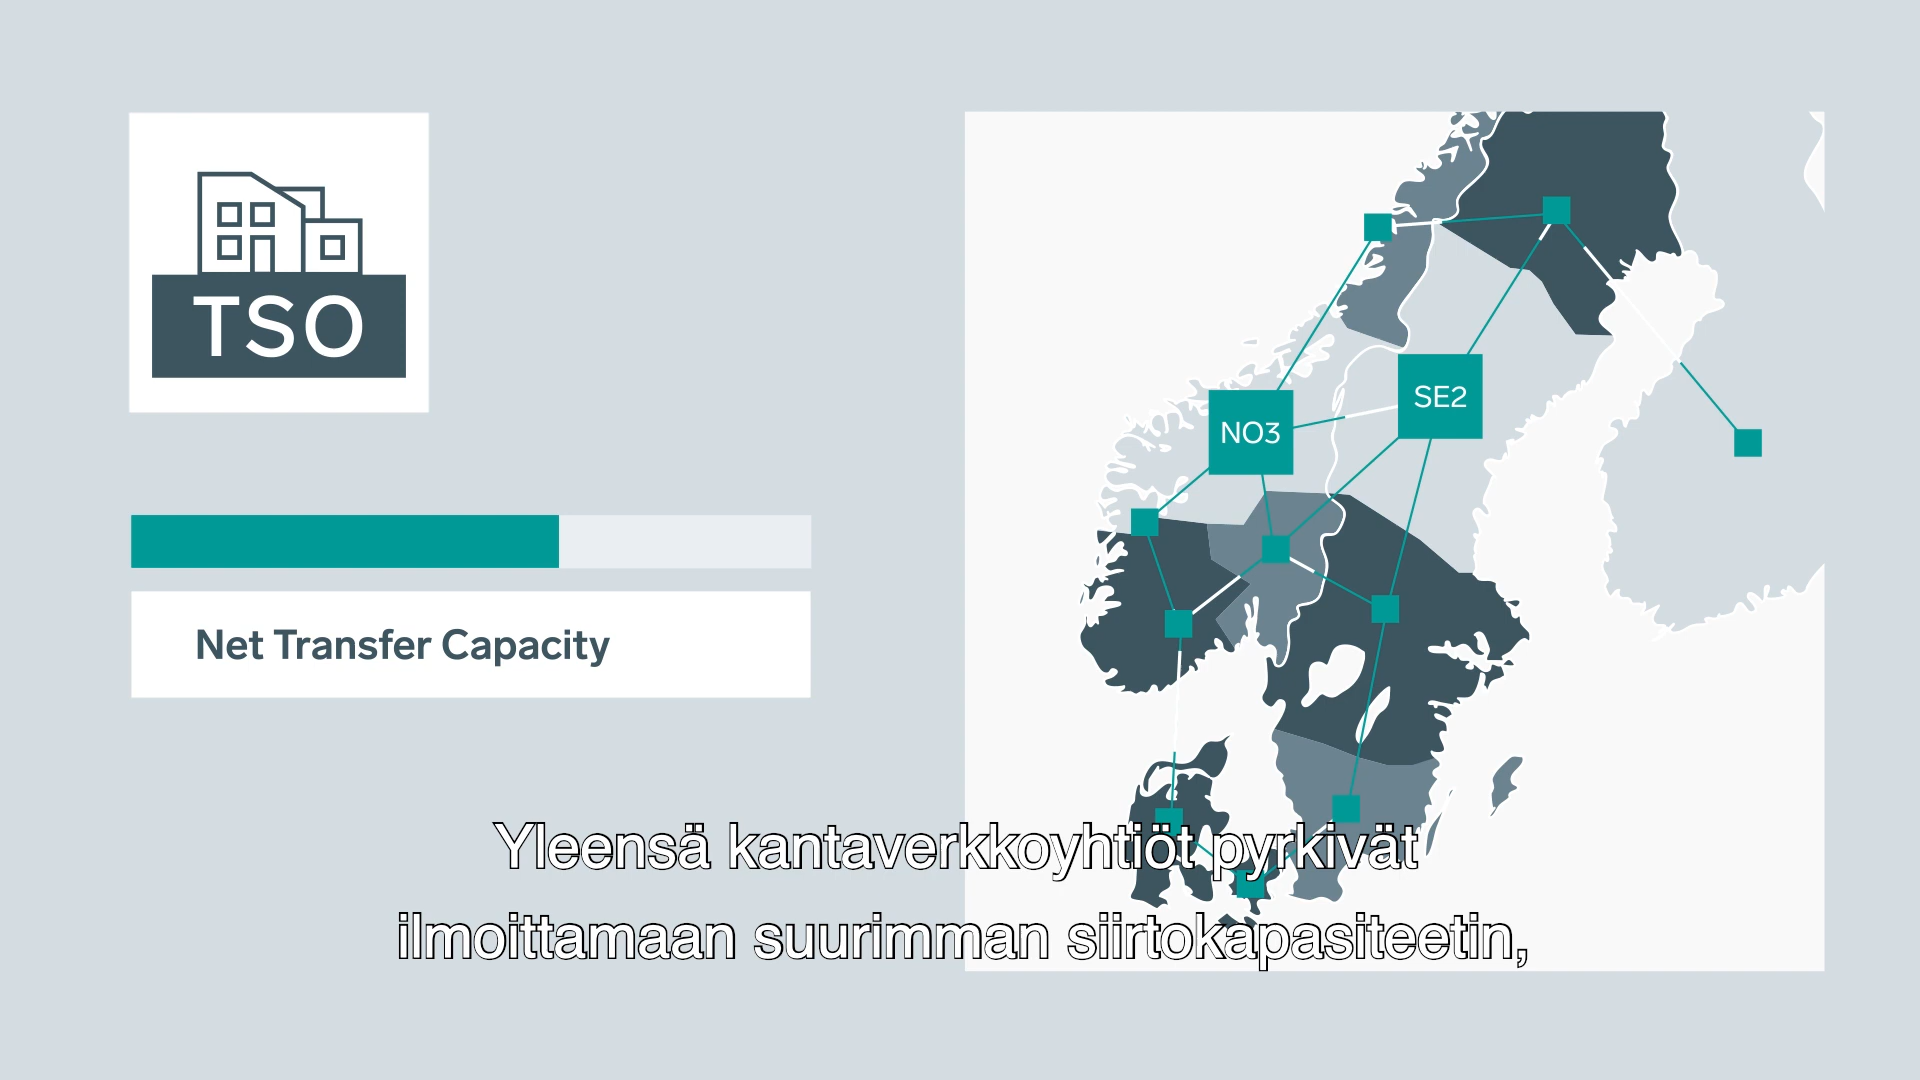 TSO
Net Transfer Capacity
NO3
SE2
Yleensä kantaverkkoyhtiöt pyrkivät
ilmoittamaan suurimman siirtokapasiteetin,